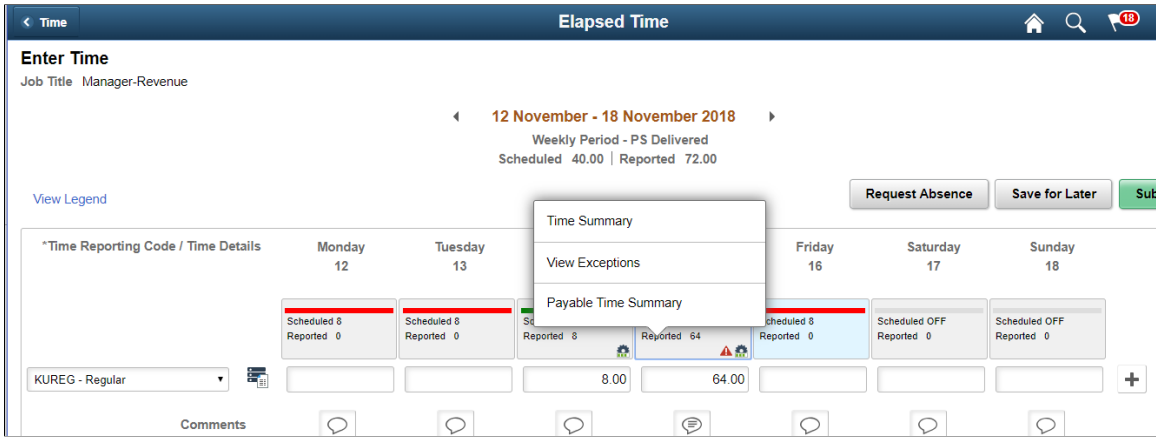 Time
Elapsed Time
18
Enter Time
Job Title Manager-Revenue
12 November - 18 November 2018
Weekly Period - PS Delivered
Scheduled 40.00 | Reported 72.00
View Legend
Request Absence
Save for Later
Time Summary
View Exceptions
Payable Time Summary
*Time Reporting Code / Time Details
Monday
12
Tuesday
13
Friday
16
Saturday
17
Sunday
18
Scheduled 8
Reported 0
Scheduled 8
Reported 0
Reported 8
Reported 64
Scheduled 8
Reported 0
Scheduled OFF
Reported 0
Scheduled OFF
Reported 0
KUREG - Regular
8.00
64.00
Comments